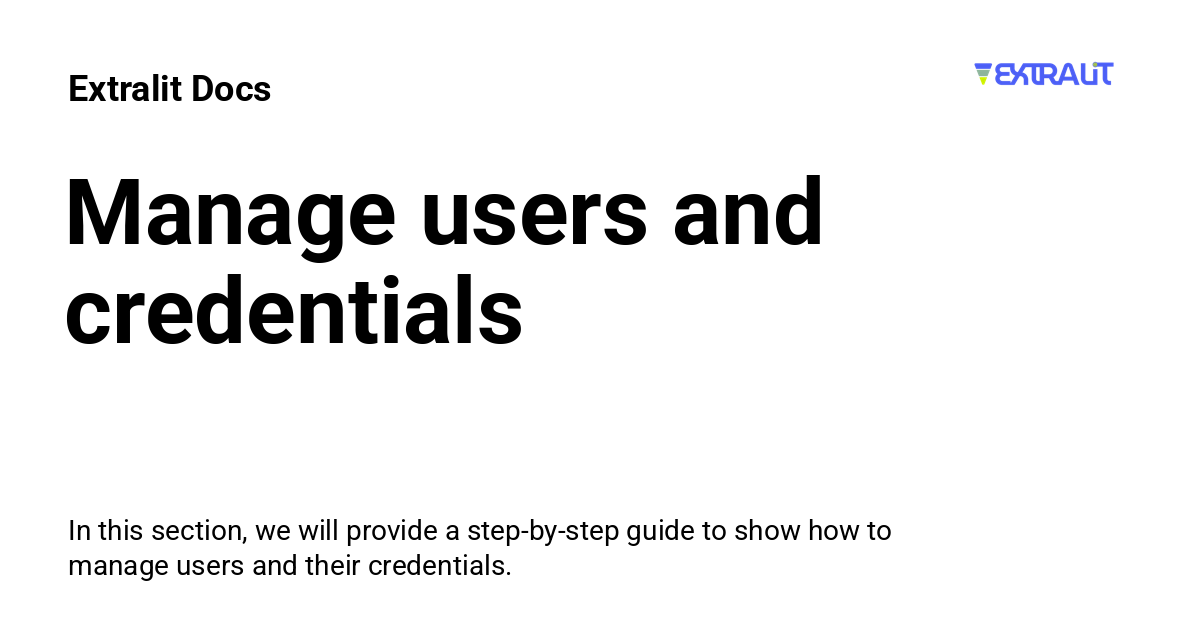 Extralit Docs
EXTRALIT
Manage users and
credentials
In this section, we will provide a step-by-step guide to show how to
manage users and their credentials.